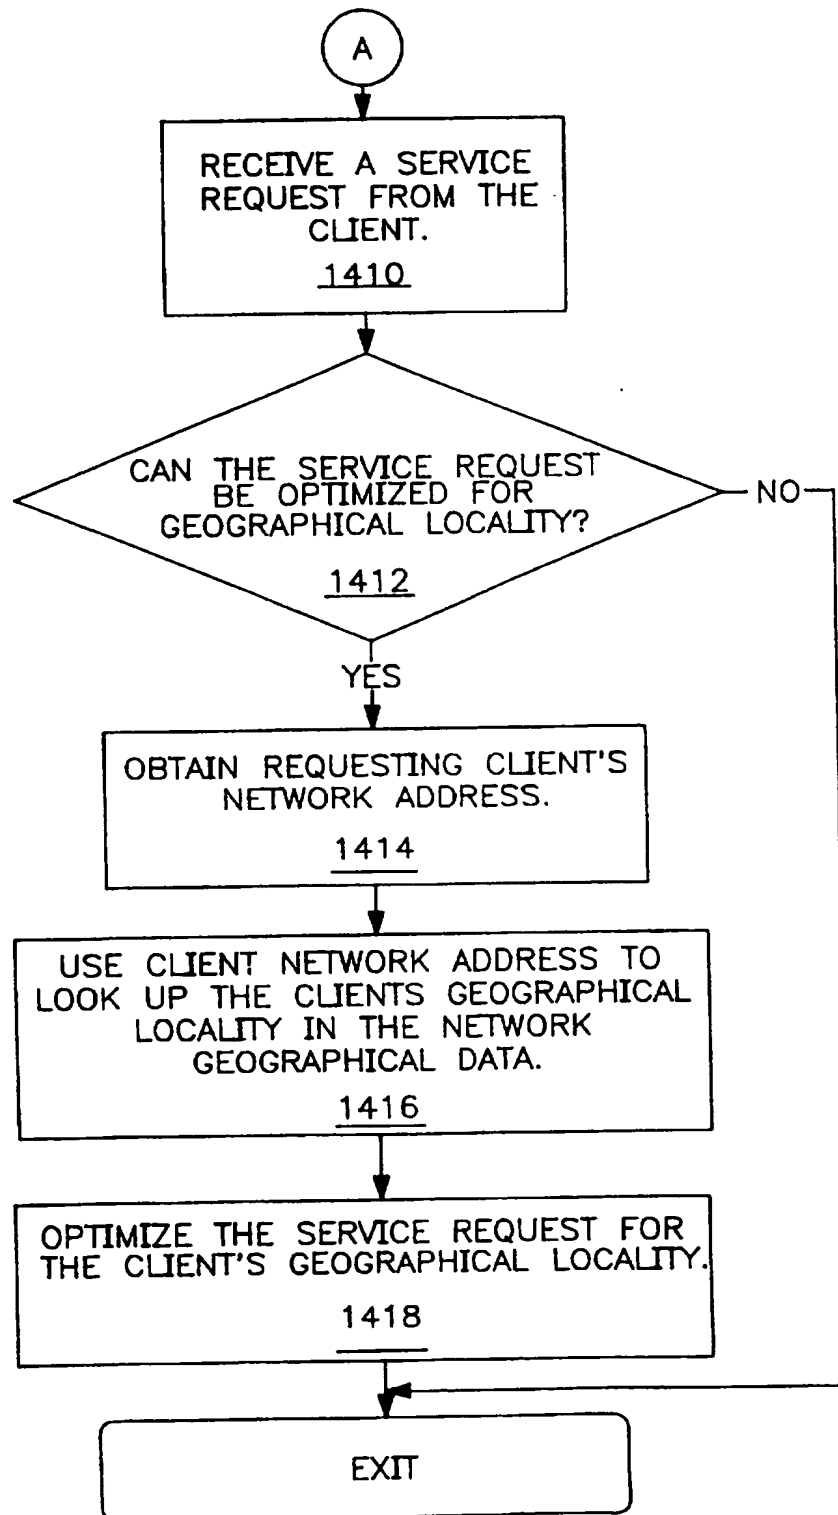 A
RECEIVE A SERVICE
REQUEST FROM THE
CLIENT.
1410
CAN THE SERVICE REQUEST
BE OPTIMIZED FOR
GEOGRAPHICAL LOCALITY?
1412
NO
YES
OBTAIN REQUESTING CLIENT'S
NETWORK ADDRESS.
1414
USE CLIENT NETWORK ADDRESS TO
LOOK UP THE CLIENTS GEOGRAPHICAL
LOCALITY IN THE NETWORK
GEOGRAPHICAL DATA.
1416
OPTIMIZE THE SERVICE REQUEST FOR
THE CLIENT'S GEOGRAPHICAL LOCALITY.
1418
EXIT